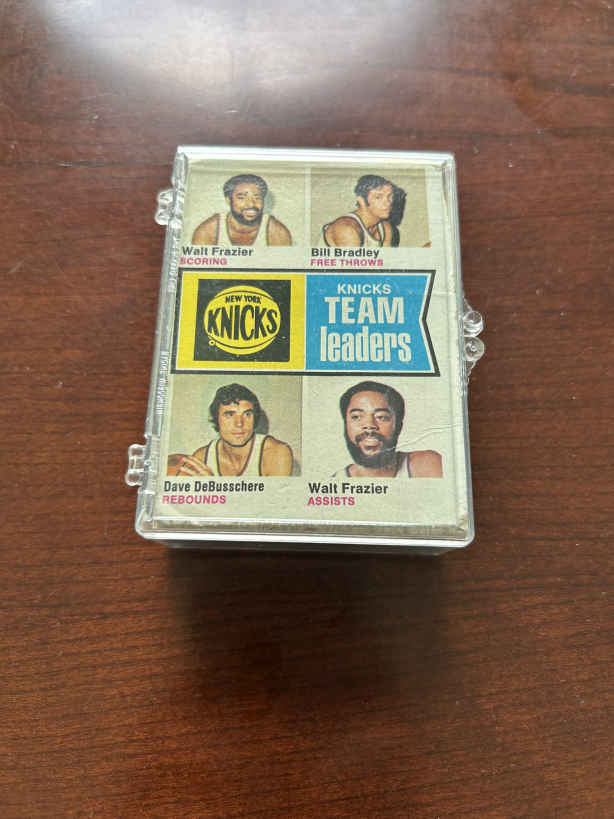 Walt Frazier
SCORING
Bill Bradley
FREE THROWS
NEW YORK
KNICKS
KNICKS
TEAM
leaders
Dave DeBusschere
REBOUNDS
Walt Frazier
ASSISTS